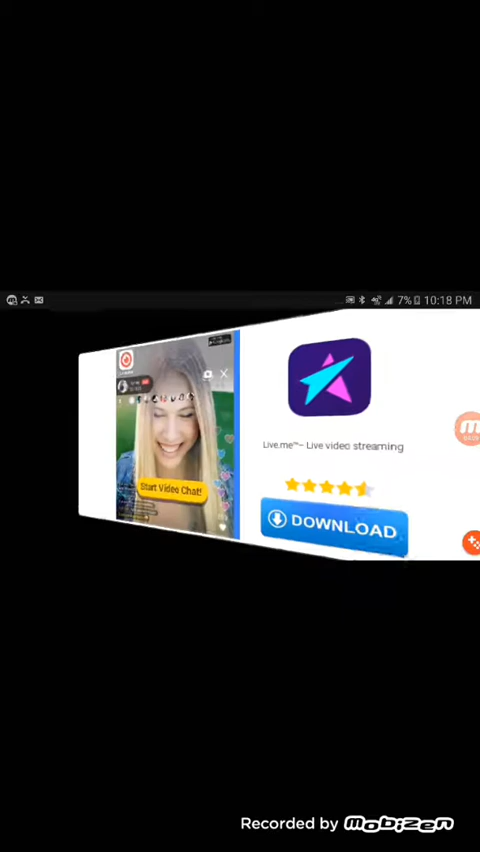 7% 10:18 PM
Start Video Chat!
Live.me™– Live video streaming
DOWNLOAD
Recorded by mobizen